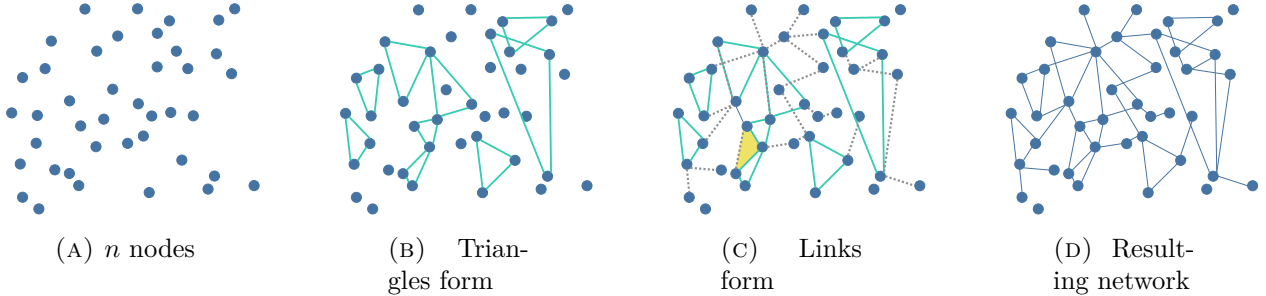 (A) n nodes
(B) Trian-
gles form
(C) Links
form
(D) Result-
ing network